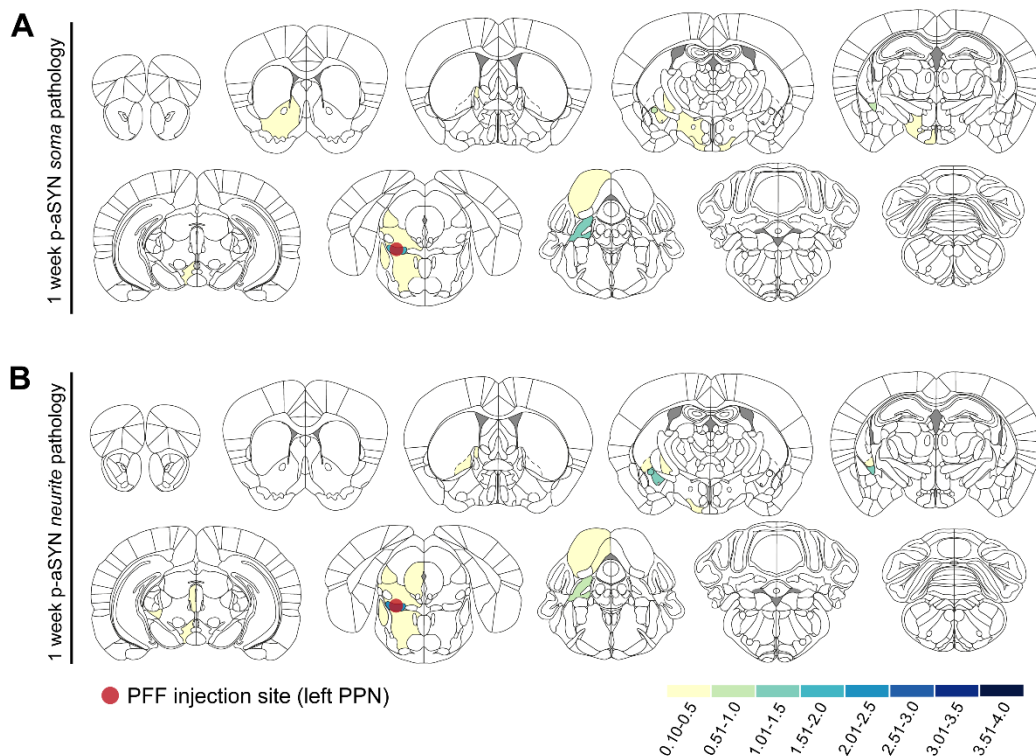 A
1 week p-aSYN soma pathology
B
1 week p-aSYN neurite pathology
PFF injection site (left PPN)
0.10-0.5
0.51-1.0
1.01-1.5
1.51-2.0
2.01-2.5
2.51-3.0
3.01-3.5
3.51-4.0